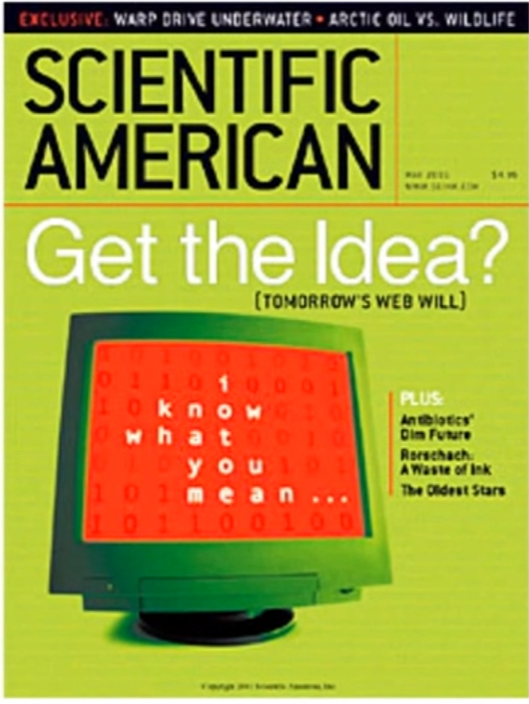 EXCLUSIVE: WARP DRIVE UNDERWATER • ARCTIC OIL VS. WILDLIFE
SCIENTIFIC
AMERICAN
MAY 2001 $4.95
WWW.SCIAM.COM
Get the Idea?
(TOMORROW'S WEB WILL)
i
know
what
you
mean...
PLUS:
Antibiotics'
Dim Future
Rorschach:
A Waste of Ink
The Oldest Stars
Copyright 2001 Scientific American, Inc.